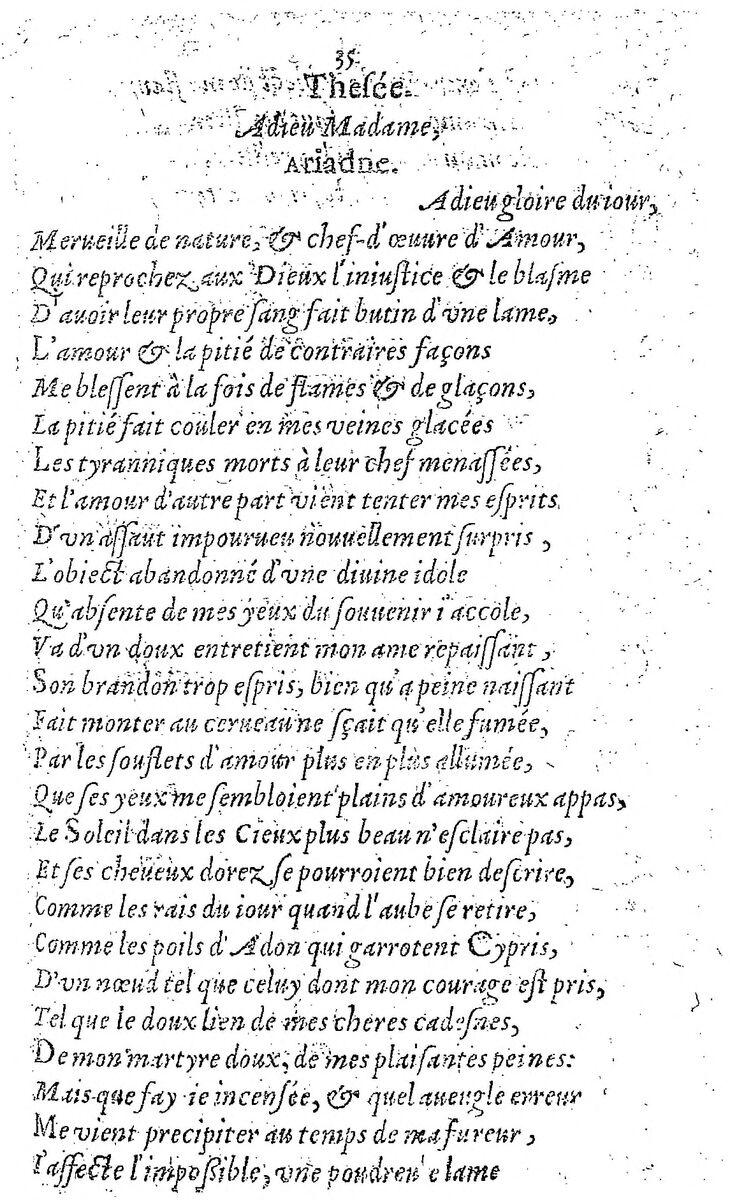 35
Theſée.
Adieu Madame,
Ariadne.
Adieu gloire du iour,
Merueille de nature, & chef-d'œuure d'Amour,
Qui reprochez aux Dieux l'iniuſtice & le blaſme
D'auoir leur propre ſang fait butin d'vne lame,
L'amour & la pitié de contraires façons
Me bleſſent à la fois de flames & de glaçons,
La pitié fait couler en mes veines glacées
Les tyranniques morts à leur chef menaſſées,
Et l'amour d'autre part vient tenter mes eſprits
D'vn aſſaut impourueu nouuellement ſurpris,
L'obiect abandonné d'vne diuine idole
Qu'abſente de mes yeux du ſouuenir i'accole,
Va d'vn doux entretient mon ame repaiſſant,
Son brandon trop eſpris, bien qu'a peine naiſſant
Fait monter au cerueau ne ſçait qu'elle fumée,
Par les ſouflets d'amour plus en plus allumée,
Que ſes yeux me ſembloient plains d'amoureux appas,
Le Soleil dans les Cieux plus beau n'eſclaire pas,
Et ſes cheueux dorez ſe pourroient bien deſcrire,
Comme les rais du iour quand l'aube ſe retire,
Comme les poils d'Adon qui garrotent Cypris,
D'vn nœud tel que celuy dont mon courage eſt pris,
Tel que le doux lien de mes cheres cadeſnes,
De mon martyre doux, de mes plaiſantes peines:
Mais que fay-ie incenſée, & quel aueugle erreur
Me vient precipiter au temps de ma fureur,
I'affecte l'impoßible, vne poudreu e lame